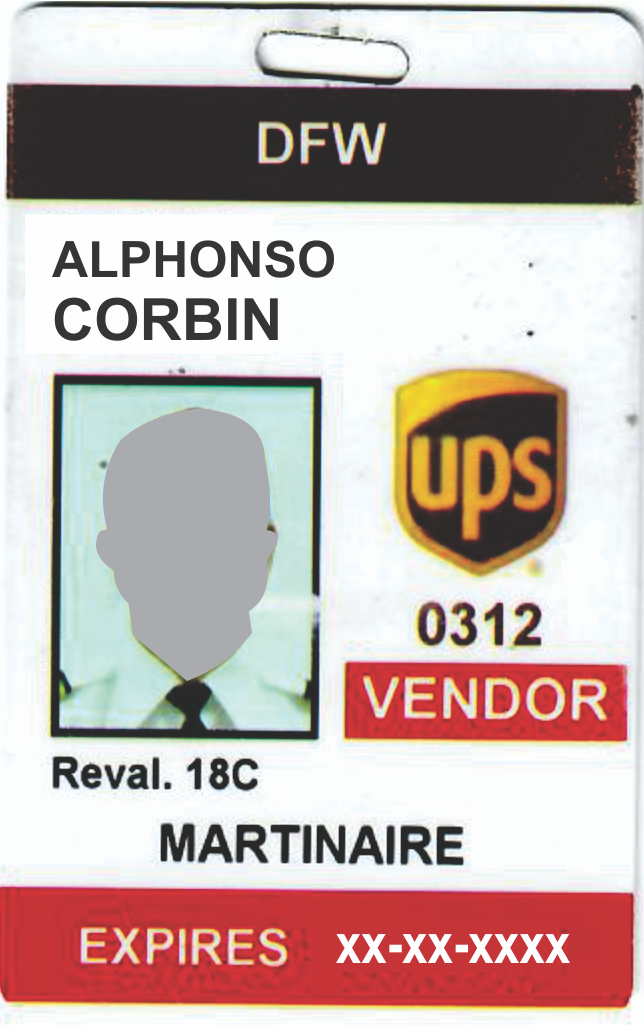 DFW
ALPHONSO
CORBIN
ups
0312
VENDOR
Reval. 18C
MARTINAIRE
EXPIRES xx-xx-xxxx